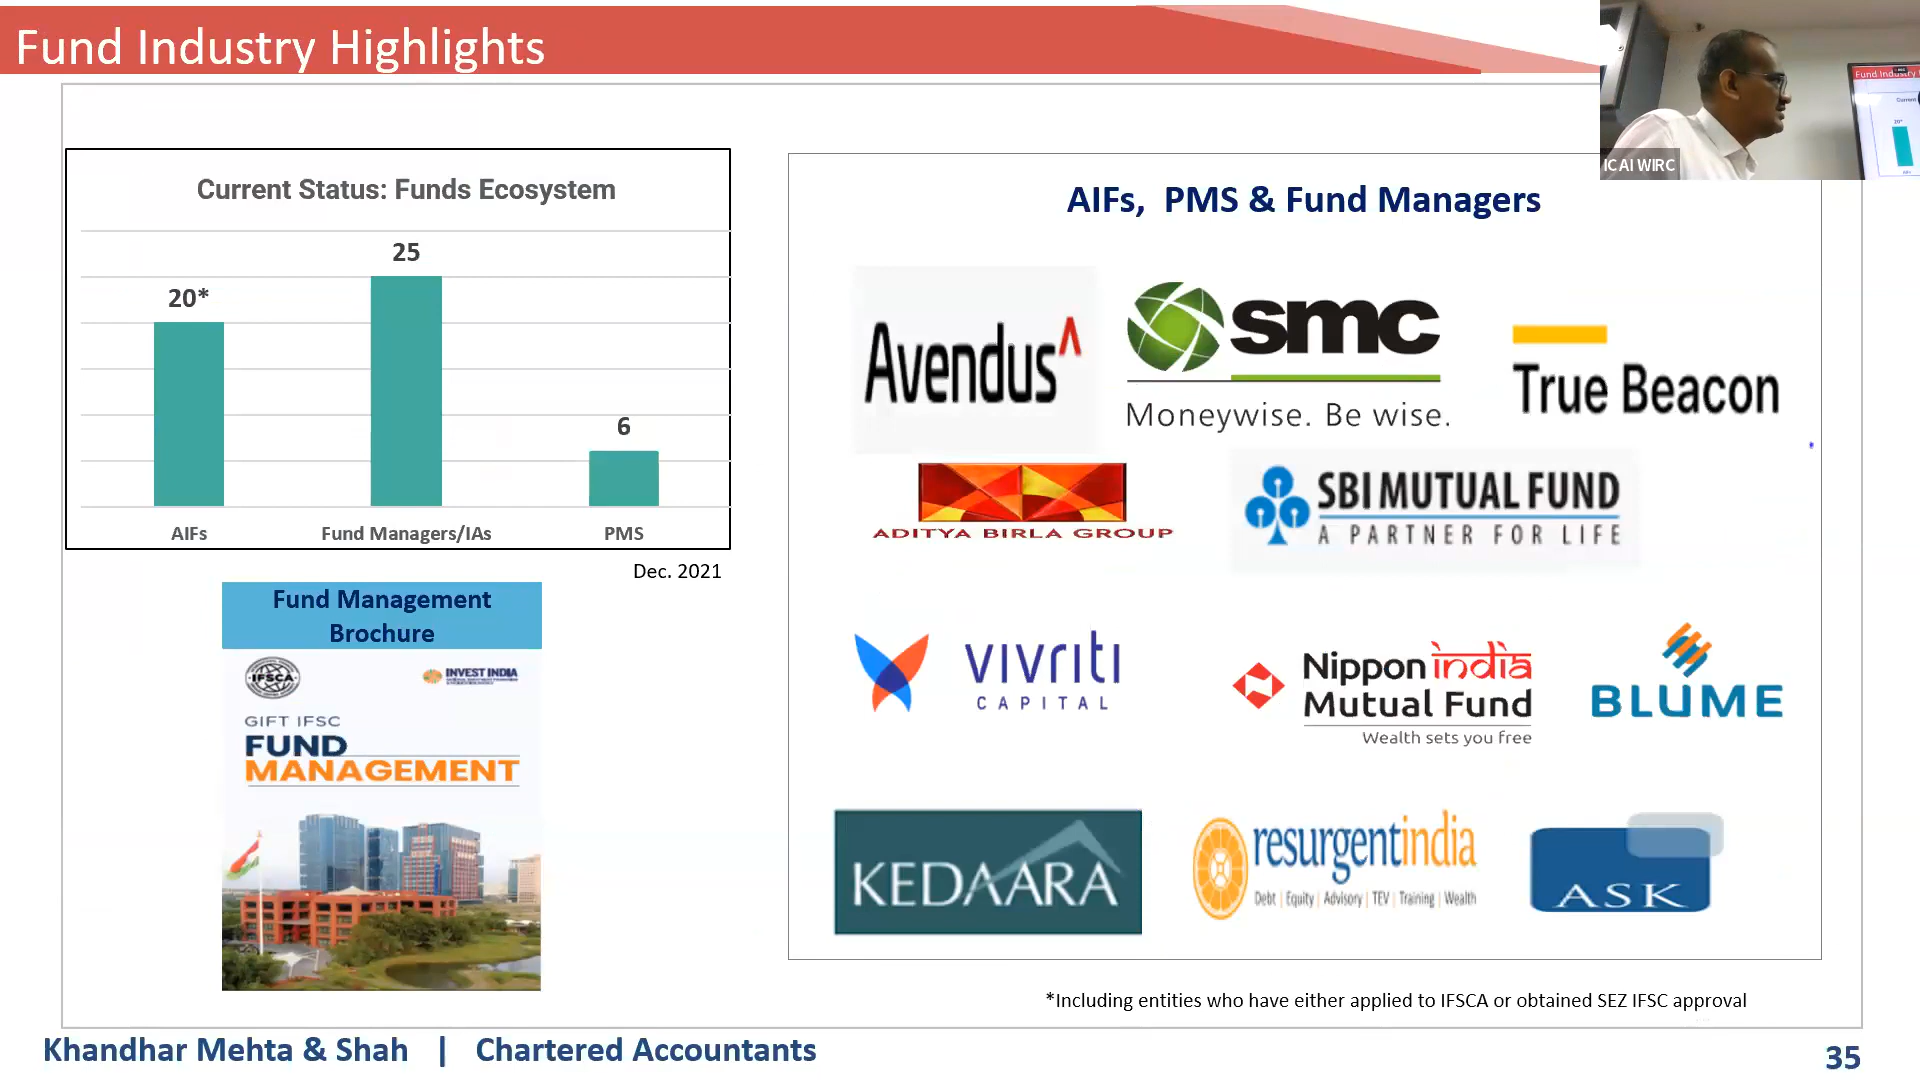 Fund Industry Highlights
ICAI WIRC
Fund Industry
20*
Current Status: Funds Ecosystem
20*
25
6
AIFs
Fund Managers/IAs
PMS
Dec. 2021
Fund Management
Brochure
IFSCA
INVEST INDIA
GIFT IFSC
FUND
MANAGEMENT
AIFs, PMS & Fund Managers
Avendus
smc
Moneywise. Be wise.
True Beacon
ADITYA BIRLA GROUP
SBI MUTUAL FUND
A PARTNER FOR LIFE
VIVRITI
CAPITAL
Nippon india
Mutual Fund
Wealth sets you free
BLUME
KEDAARA
resurgentindia
Debt | Equity | Advisory | TEV | Training | Wealth
ASK
*Including entities who have either applied to IFSCA or obtained SEZ IFSC approval
Khandhar Mehta & Shah | Chartered Accountants
35